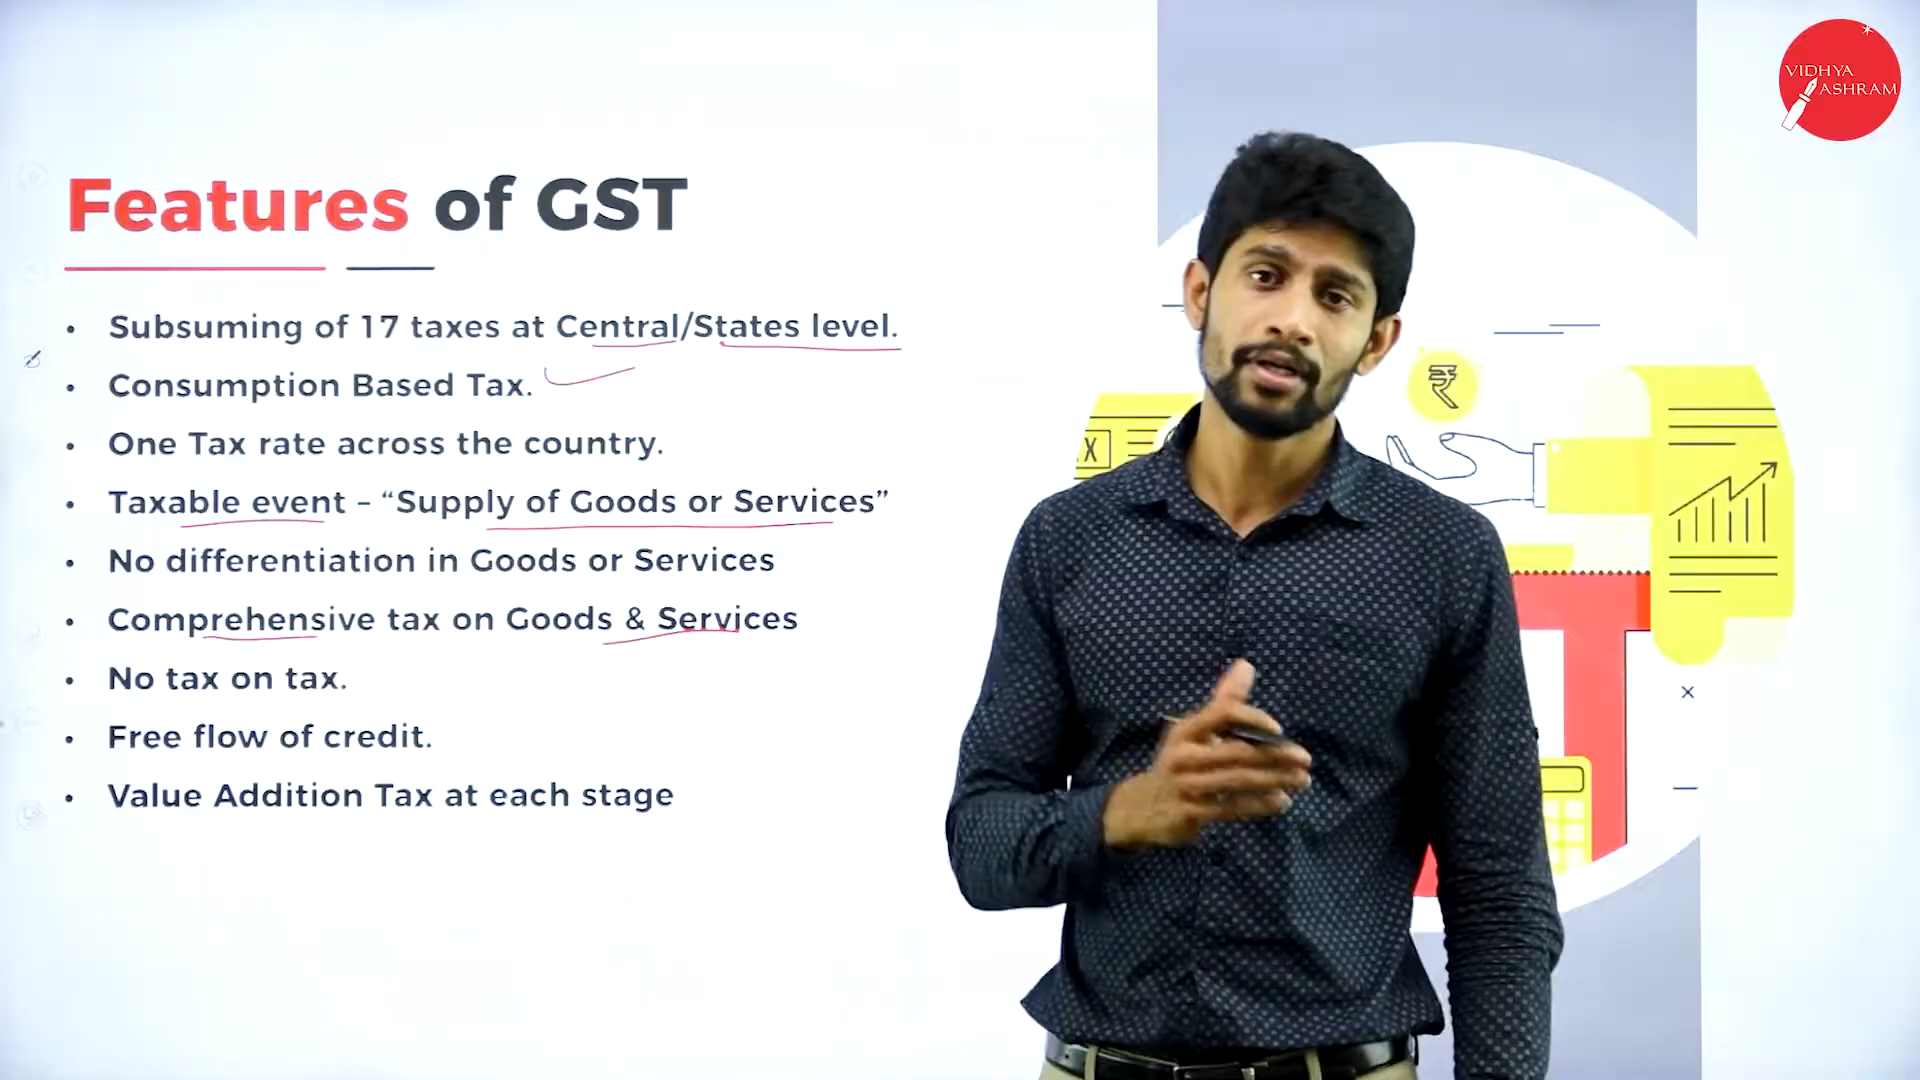 VIDHYA
ASHRAM
Features of GST
• Subsuming of 17 taxes at Central/States level.
• Consumption Based Tax.
• One Tax rate across the country.
• Taxable event – “Supply of Goods or Services”
• No differentiation in Goods or Services
• Comprehensive tax on Goods & Services
• No tax on tax.
• Free flow of credit.
• Value Addition Tax at each stage
₹